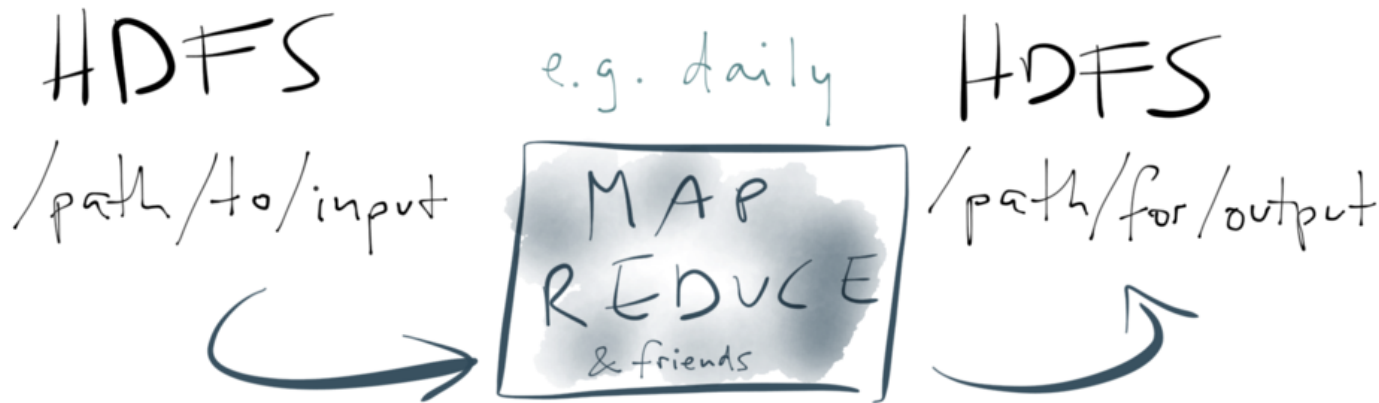 HDFS
/path/to/input
e.g. daily
MAP
REDUCE
& friends
HDFS
/path/for/output